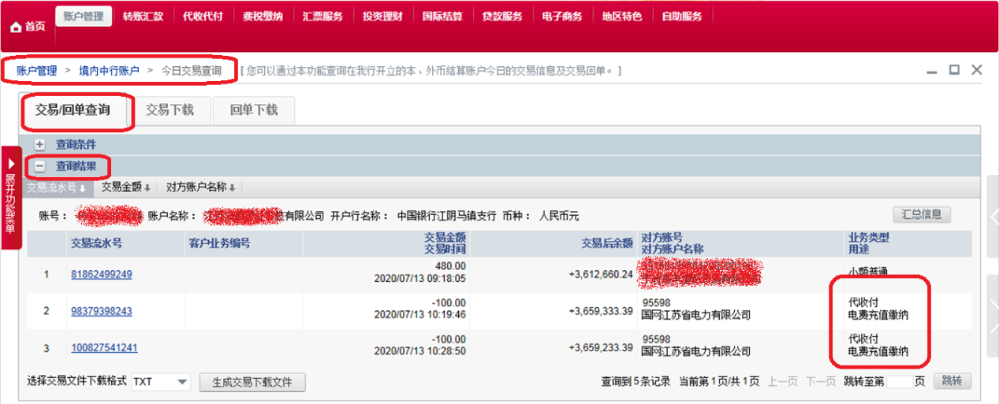 首页 账户管理 转账汇款 代收代付 费税缴纳 汇票服务 投资理财 国际结算 贷款服务 电子商务 地区特色 自助服务
账户管理 > 境内中行账户 > 今日交易查询 [ 您可以通过本功能查询在我行开立的本、外币结算账户今日的交易信息及交易回单。 ]
交易/回单查询 交易下载 回单下载
查询条件
查询结果
展开功能菜单
交易流水号 交易金额 对方账户名称
账号： 账户名称： 有限公司 开户行名称： 中国银行江阴马镇支行 币种： 人民币元 汇总信息
交易流水号 客户业务编号 交易金额 交易后余额 对方账号 业务类型
交易时间 对方账户名称 用途
1 81862499249 480.00 +3,612,660.24 小额普通
2020/07/13 09:18:05
2 98379398243 -100.00 +3,659,333.39 95598 代收付
2020/07/13 10:19:46 国网江苏省电力有限公司 电费充值缴纳
3 100827541241 -100.00 +3,659,233.39 95598 代收付
2020/07/13 10:28:50 国网江苏省电力有限公司 电费充值缴纳
选择交易文件下载格式 TXT 生成交易下载文件 查询到5条记录 当前第1页/共1页 上一页 下一页 跳转至第 页 跳转